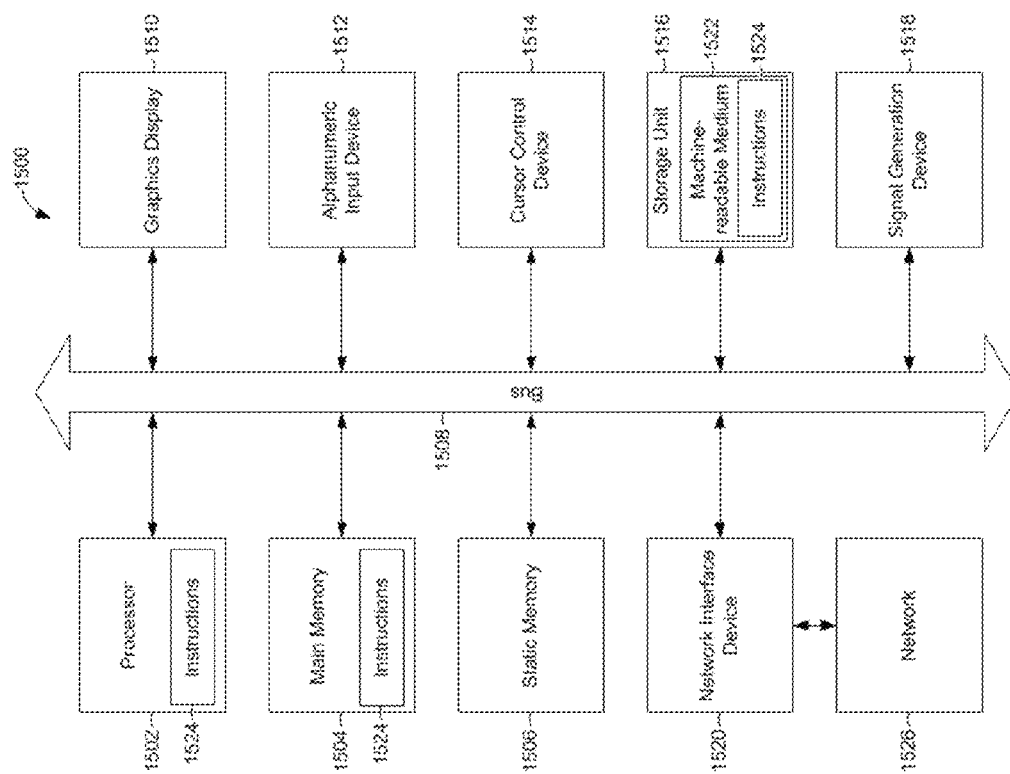 1500
Processor
Instructions
1502
1524
Main Memory
Instructions
1504
1524
Static Memory
1506
Network Interface
Device
1520
Network
1526
Bus
1508
Graphics Display
1510
Alphanumeric
Input Device
1512
Cursor Control
Device
1514
Storage Unit
Machine-
readable Medium
Instructions
1516
1522
1524
Signal Generation
Device
1518